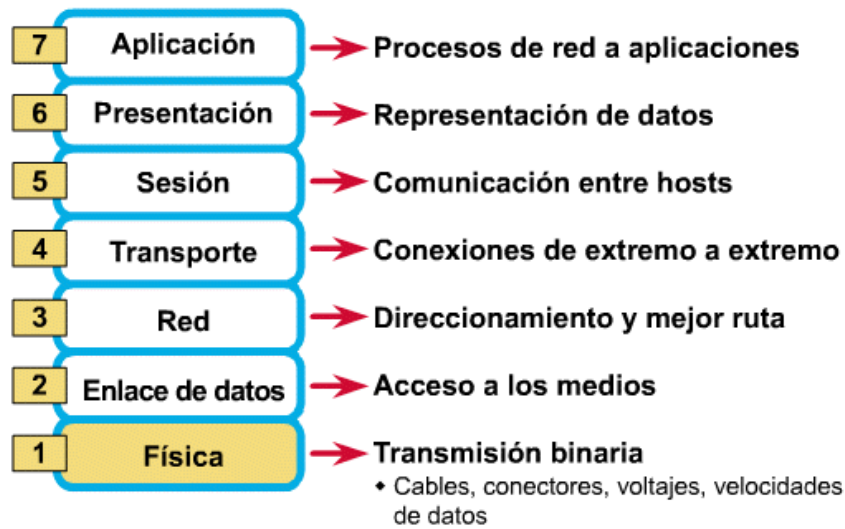 7 Aplicación Procesos de red a aplicaciones
6 Presentación Representación de datos
5 Sesión Comunicación entre hosts
4 Transporte Conexiones de extremo a extremo
3 Red Direccionamiento y mejor ruta
2 Enlace de datos Acceso a los medios
1 Física Transmisión binaria
• Cables, conectores, voltajes, velocidades
de datos